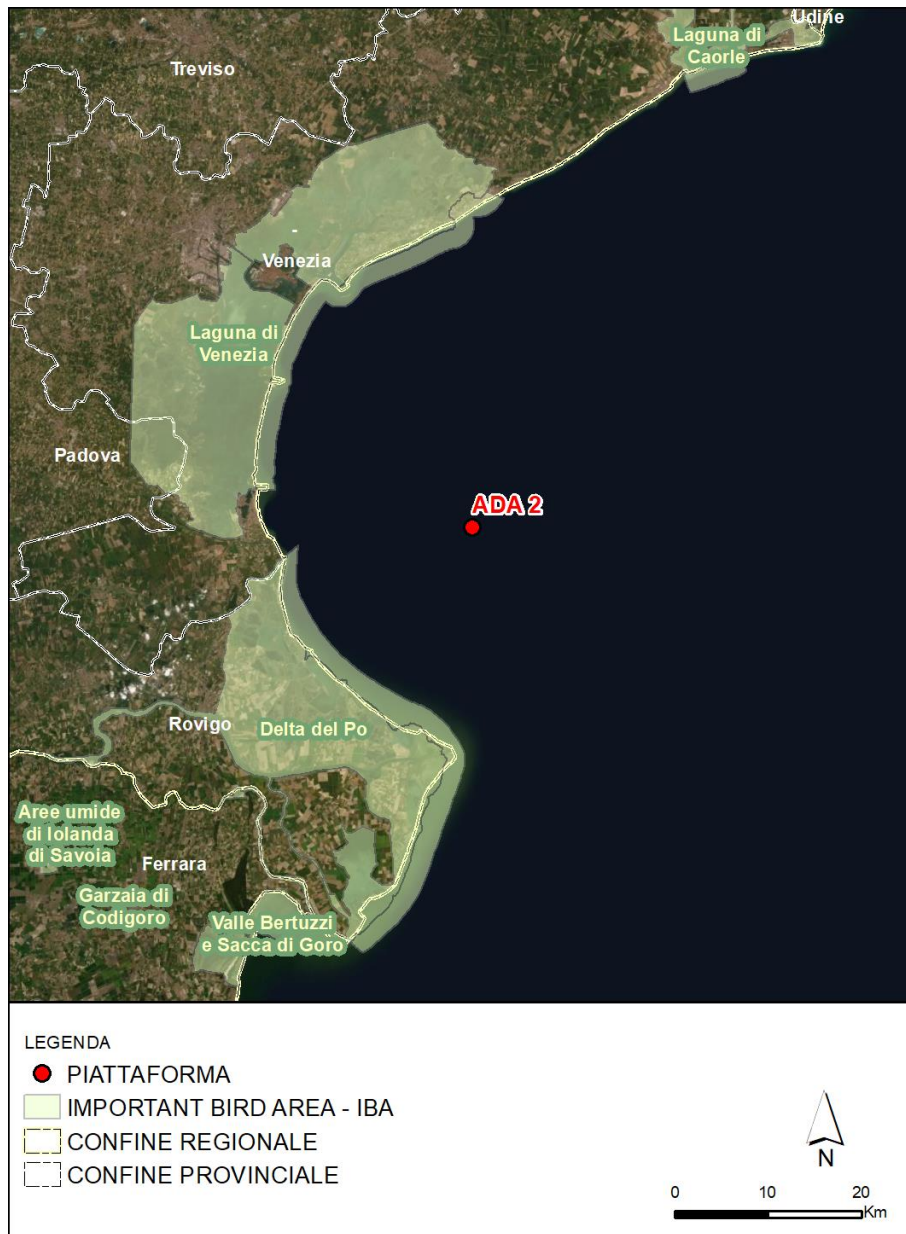 Udine
Laguna di
Caorle
Treviso
Venezia
Laguna di
Venezia
Padova
ADA 2
Rovigo
Delta del Po
Aree umide
di Iolanda
di Savoia
Ferrara
Garzaia di
Codigoro
Valle Bertuzzi
e Sacca di Goro
LEGENDA
PIATTAFORMA
IMPORTANT BIRD AREA - IBA
CONFINE REGIONALE
CONFINE PROVINCIALE
N
0 10 20
Km